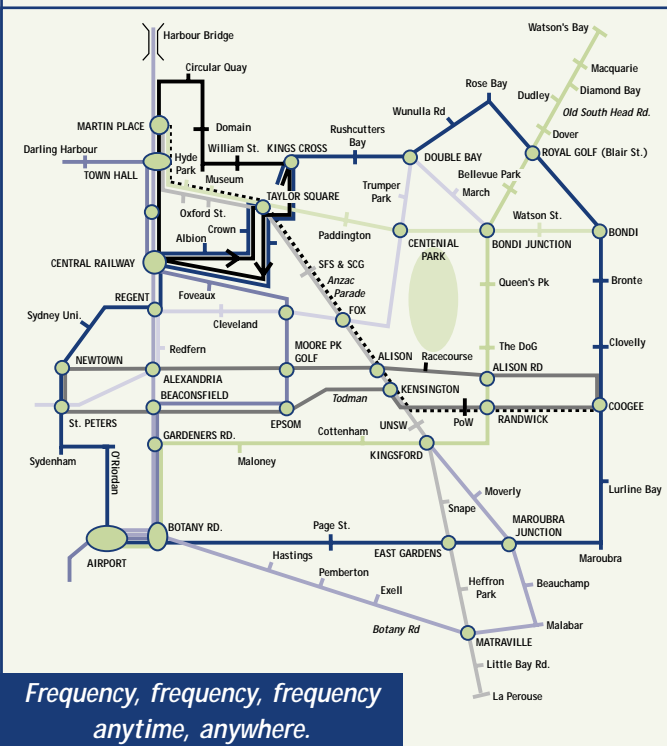 Watson's Bay
Harbour Bridge
Circular Quay
Macquarie
Rose Bay
Diamond Bay
Dudley
Wunulla Rd
Old South Head Rd.
MARTIN PLACE
Domain
Rushcutters
Bay
Dover
William St.
KINGS CROSS
Darling Harbour
Hyde
Park
DOUBLE BAY
ROYAL GOLF (Blair St.)
TOWN HALL
Museum
Bellevue Park
Trumper
Park
March
TAYLOR SQUARE
Oxford St.
Watson St.
Crown
Paddington
Albion
CENTENIAL
PARK
BONDI JUNCTION
BONDI
CENTRAL RAILWAY
SFS & SCG
Anzac
Parade
Queen's Pk
Bronte
Foveaux
REGENT
Sydney Uni.
Cleveland
FOX
Redfern
MOORE PK
GOLF
The DoG
Clovelly
NEWTOWN
ALISON
Racecourse
ALISON RD
ALEXANDRIA
BEACONSFIELD
KENSINGTON
Todman
COOGEE
St. PETERS
EPSOM
UNSW
PoW
RANDWICK
GARDENERS RD.
Cottenham
KINGSFORD
Sydenham
O'Riordan
Maloney
Moverly
Lurline Bay
Snape
BOTANY RD.
Page St.
MAROUBRA
JUNCTION
AIRPORT
EAST GARDENS
Maroubra
Hastings
Pemberton
Heffron
Park
Beauchamp
Exell
Botany Rd
Malabar
MATRAVILLE
Little Bay Rd.
La Perouse
Frequency, frequency, frequency
anytime, anywhere.